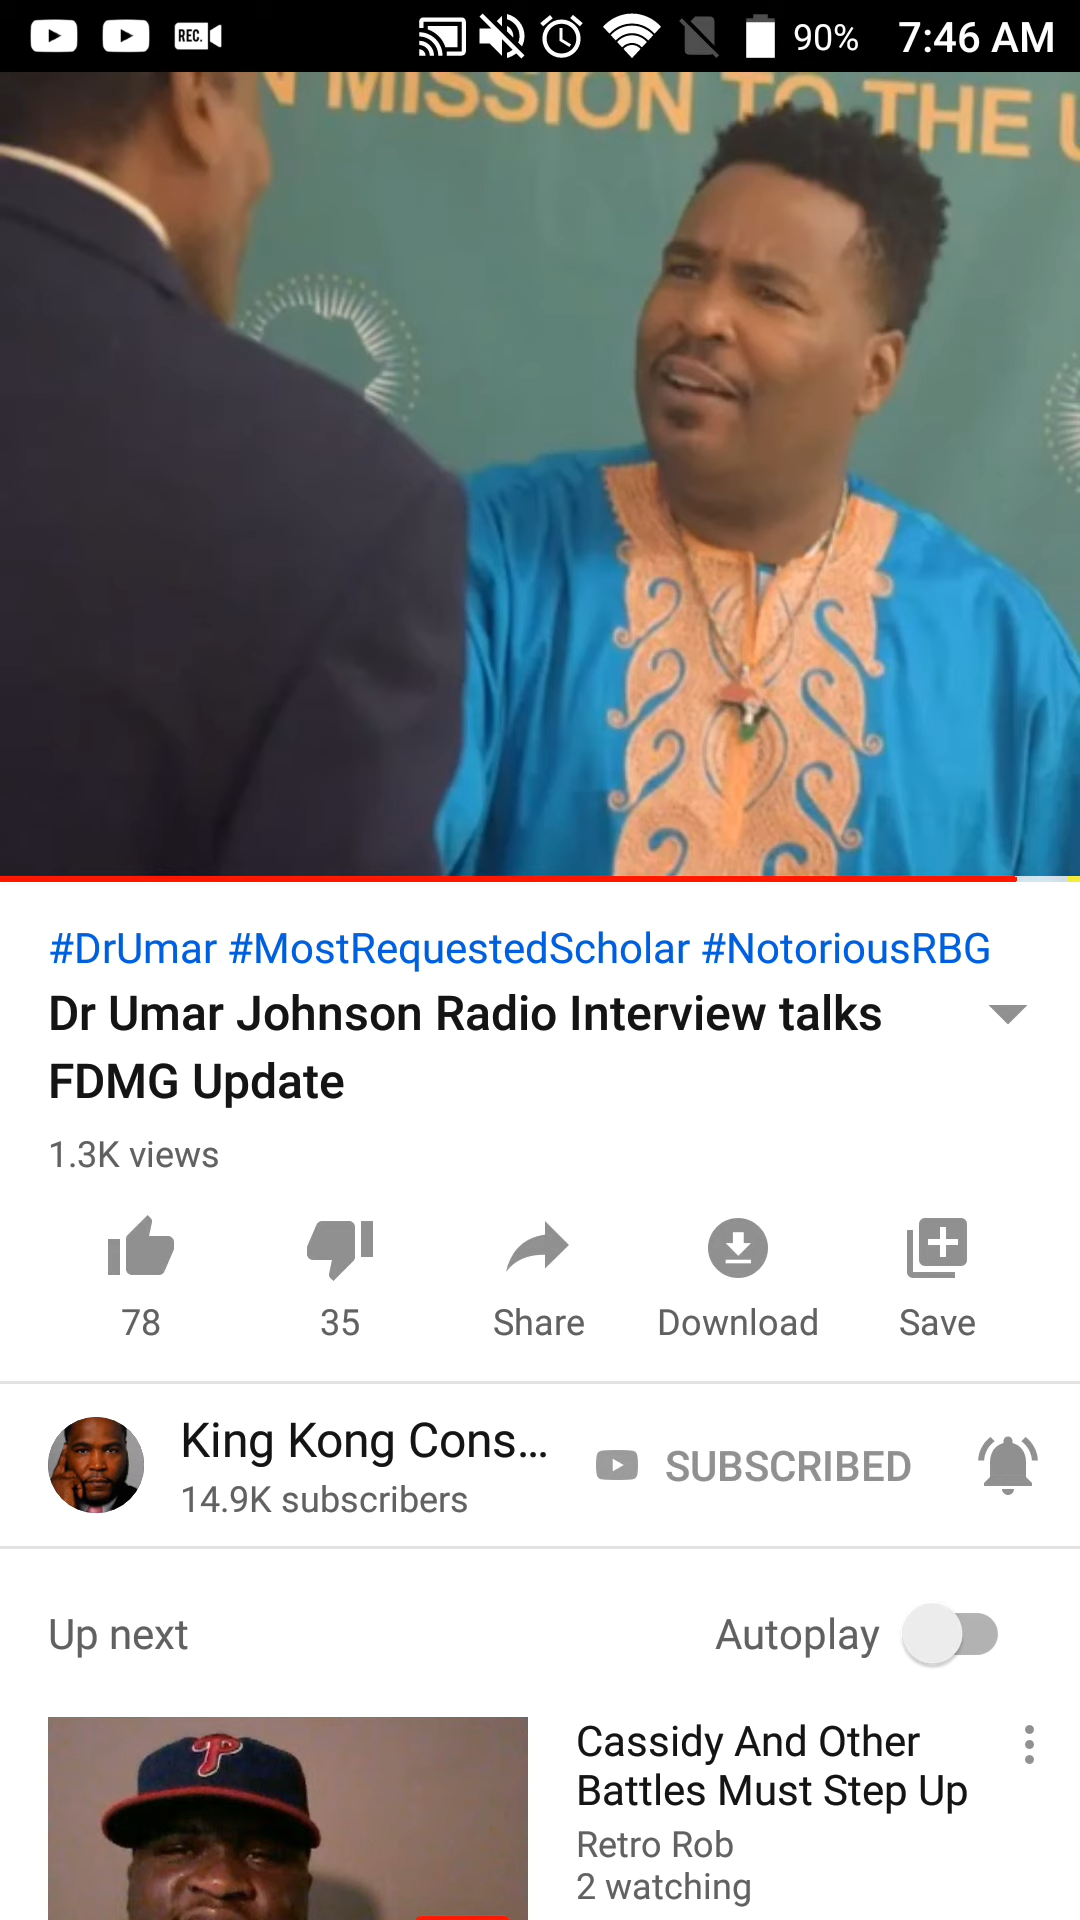 REC.
90%
7:46 AM
N MISSION TO THE U
#DrUmar #MostRequestedScholar #NotoriousRBG
Dr Umar Johnson Radio Interview talks
FDMG Update
1.3K views
78
35
Share
Download
Save
King Kong Cons...
SUBSCRIBED
14.9K subscribers
Up next
Autoplay
P
Cassidy And Other
Battles Must Step Up
Retro Rob
2 watching